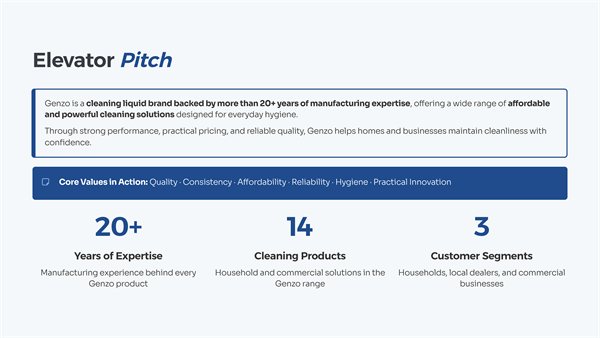 Elevator Pitch
Genzo is a cleaning liquid brand backed by more than 20+ years of manufacturing expertise, offering a wide range of affordable
and powerful cleaning solutions designed for everyday hygiene.
Through strong performance, practical pricing, and reliable quality, Genzo helps homes and businesses maintain cleanliness with
confidence.
Core Values in Action: Quality · Consistency · Affordability · Reliability · Hygiene · Practical Innovation
20+
Years of Expertise
Manufacturing experience behind every
Genzo product
14
Cleaning Products
Household and commercial solutions in the
Genzo range
3
Customer Segments
Households, local dealers, and commercial
businesses